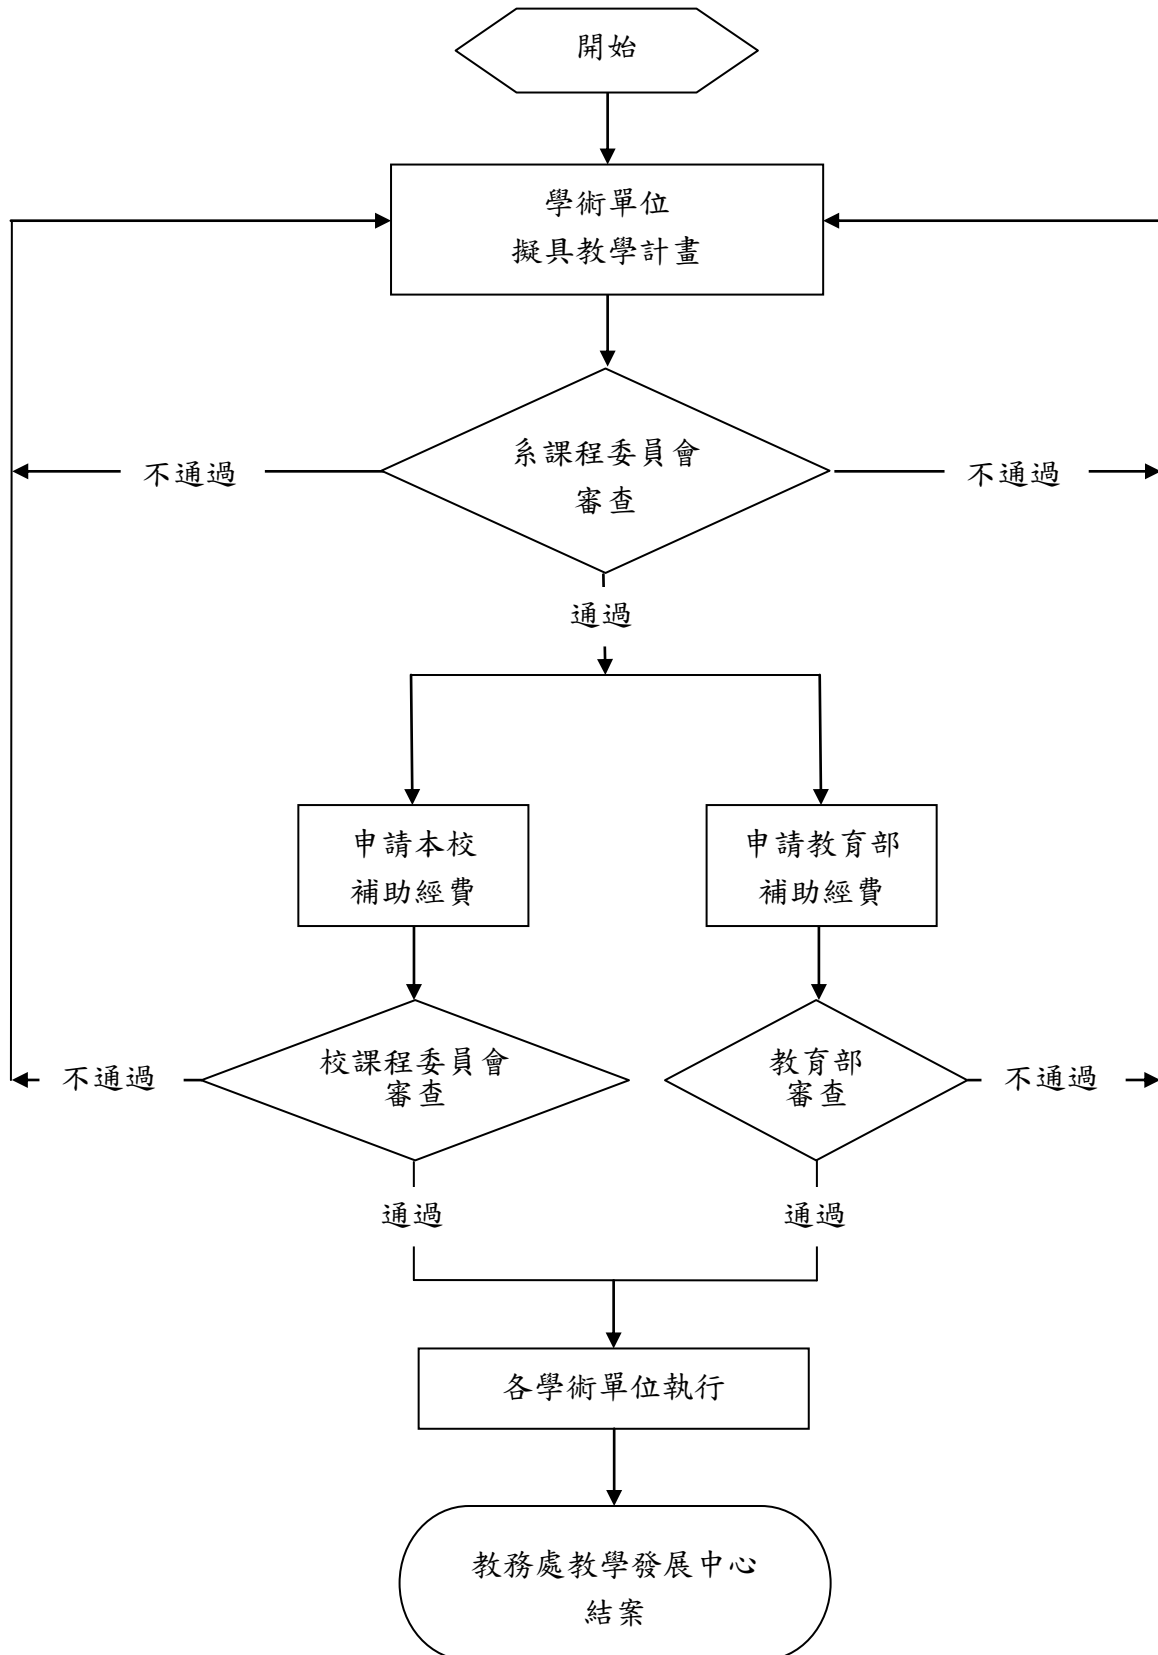 開始
學術單位
擬具教學計畫
系課程委員會
審查
不通過
不通過
通過
申請本校
補助經費
申請教育部
補助經費
校課程委員會
審查
教育部
審查
不通過
不通過
通過
通過
各學術單位執行
教務處教學發展中心
結案